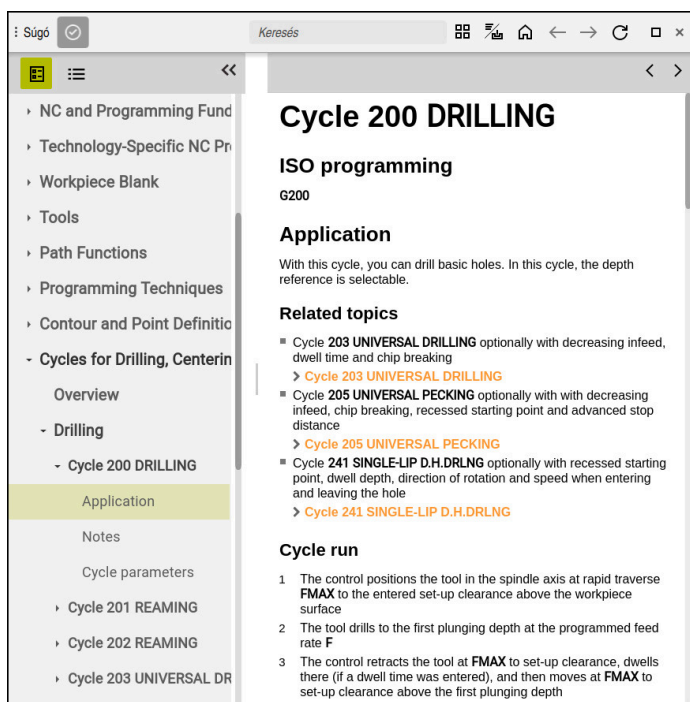 Súgó
Keresés
NC and Programming Fund
Technology-Specific NC Pr
Workpiece Blank
Tools
Path Functions
Programming Techniques
Contour and Point Definitio
Cycles for Drilling, Centerin
Overview
Drilling
Cycle 200 DRILLING
Application
Notes
Cycle parameters
Cycle 201 REAMING
Cycle 202 REAMING
Cycle 203 UNIVERSAL DR
Cycle 200 DRILLING
ISO programming
G200
Application
With this cycle, you can drill basic holes. In this cycle, the depth
reference is selectable.
Related topics
Cycle 203 UNIVERSAL DRILLING optionally with decreasing infeed,
dwell time and chip breaking
Cycle 203 UNIVERSAL DRILLING
Cycle 205 UNIVERSAL PECKING optionally with with decreasing
infeed, chip breaking, recessed starting point and advanced stop
distance
Cycle 205 UNIVERSAL PECKING
Cycle 241 SINGLE-LIP D.H.DRLNG optionally with recessed starting
point, dwell depth, direction of rotation and speed when entering
and leaving the hole
Cycle 241 SINGLE-LIP D.H.DRLNG
Cycle run
1 The control positions the tool in the spindle axis at rapid traverse
FMAX to the entered set-up clearance above the workpiece
surface
2 The tool drills to the first plunging depth at the programmed feed
rate F
3 The control retracts the tool at FMAX to set-up clearance, dwells
there (if a dwell time was entered), and then moves at FMAX to
set-up clearance above the first plunging depth